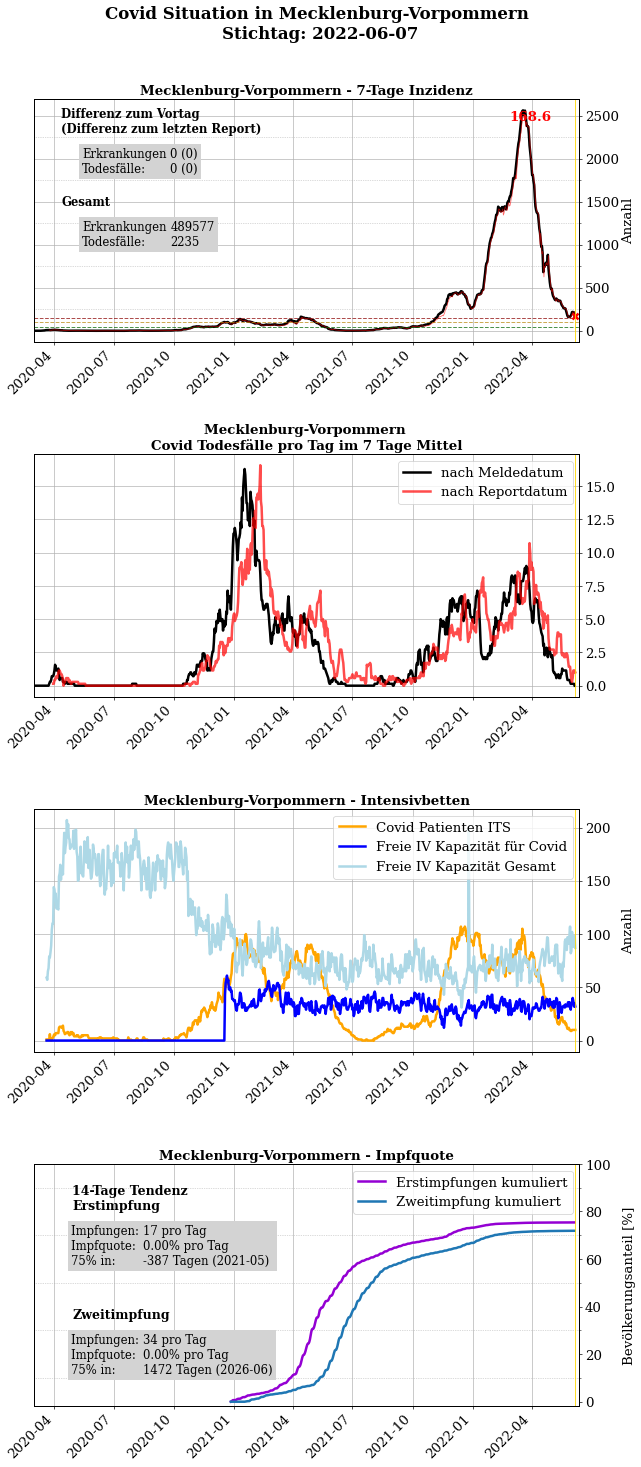 Covid Situation in Mecklenburg-Vorpommern
Stichtag: 2022-06-07
Mecklenburg-Vorpommern - 7-Tage Inzidenz
Differenz zum Vortag
(Differenz zum letzten Report)
Erkrankungen 0 (0)
Todesfälle: 0 (0)
Gesamt
Erkrankungen 489577
Todesfälle: 2235
168.6
2500
2000
1500
1000
500
0
Anzahl
2020-04
2020-07
2020-10
2021-01
2021-04
2021-07
2021-10
2022-01
2022-04
Mecklenburg-Vorpommern
Covid Todesfälle pro Tag im 7 Tage Mittel
nach Meldedatum
nach Reportdatum
15.0
12.5
10.0
7.5
5.0
2.5
0.0
2020-04
2020-07
2020-10
2021-01
2021-04
2021-07
2021-10
2022-01
2022-04
Mecklenburg-Vorpommern - Intensivbetten
Covid Patienten ITS
Freie IV Kapazität für Covid
Freie IV Kapazität Gesamt
200
150
100
50
0
Anzahl
2020-04
2020-07
2020-10
2021-01
2021-04
2021-07
2021-10
2022-01
2022-04
Mecklenburg-Vorpommern - Impfquote
14-Tage Tendenz
Erstimpfung
Impfungen: 17 pro Tag
Impfquote: 0.00% pro Tag
75% in: -387 Tagen (2021-05)
Zweitimpfung
Impfungen: 34 pro Tag
Impfquote: 0.00% pro Tag
75% in: 1472 Tagen (2026-06)
Erstimpfungen kumuliert
Zweitimpfung kumuliert
100
80
60
40
20
0
Bevölkerungsanteil [%]
2020-04
2020-07
2020-10
2021-01
2021-04
2021-07
2021-10
2022-01
2022-04